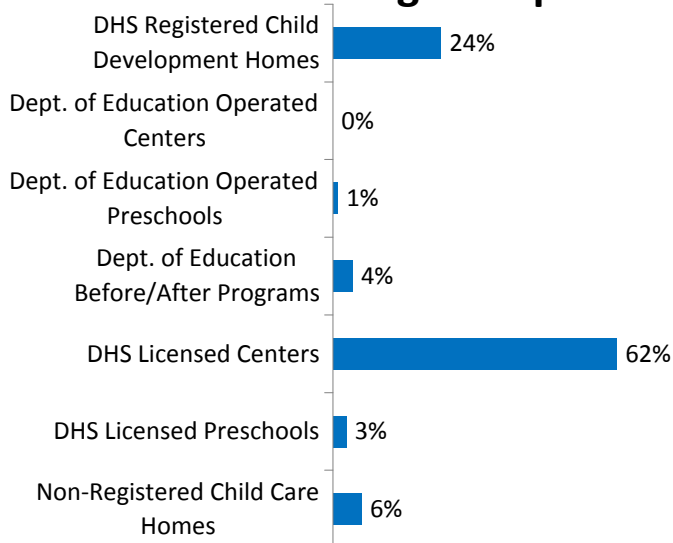 DHS Registered Child
Development Homes
24%
Dept. of Education Operated
Centers
0%
Dept. of Education Operated
Preschools
1%
Dept. of Education
Before/After Programs
4%
DHS Licensed Centers
62%
DHS Licensed Preschools
3%
Non-Registered Child Care
Homes
6%